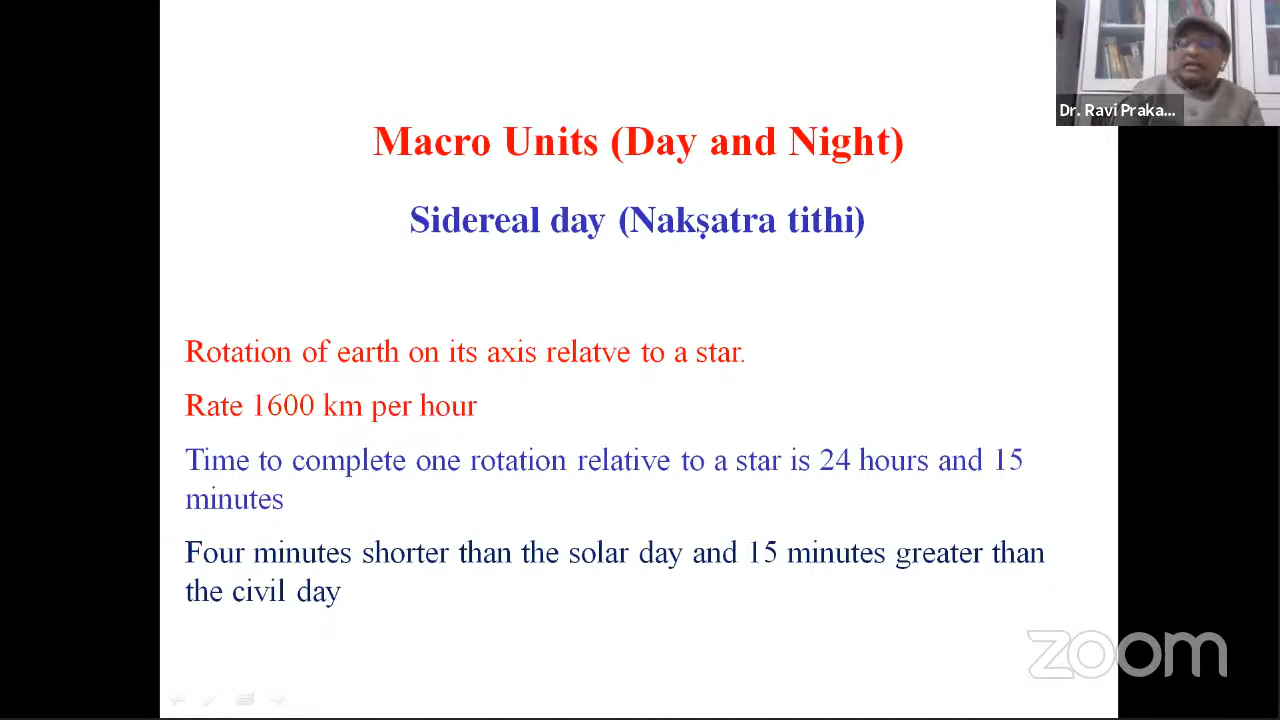 Dr. Ravi Praka...
Macro Units (Day and Night)
Sidereal day (Nakṣatra tithi)
Rotation of earth on its axis relatve to a star.
Rate 1600 km per hour
Time to complete one rotation relative to a star is 24 hours and 15
minutes
Four minutes shorter than the solar day and 15 minutes greater than
the civil day
zoom